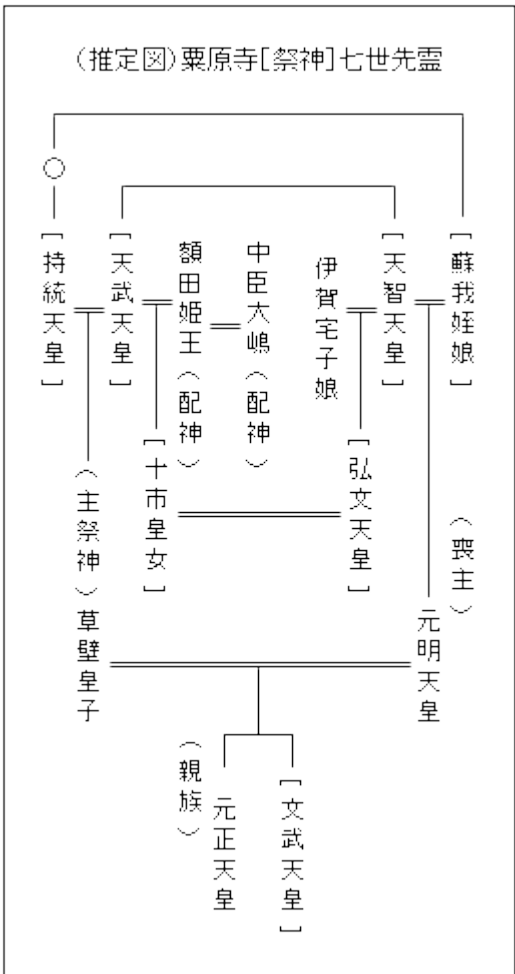 (推定図)粟原寺[祭神]七世先霊
[蘇我姪娘]
[天智天皇]
伊賀宅子娘
中臣大嶋(配神)
額田姫王(配神)
[天武天皇]
○
[持統天皇]
(喪主)
元明天皇
[弘文天皇]
[十市皇女]
(主祭神)草壁皇子
[文武天皇]
元正天皇
(親族)